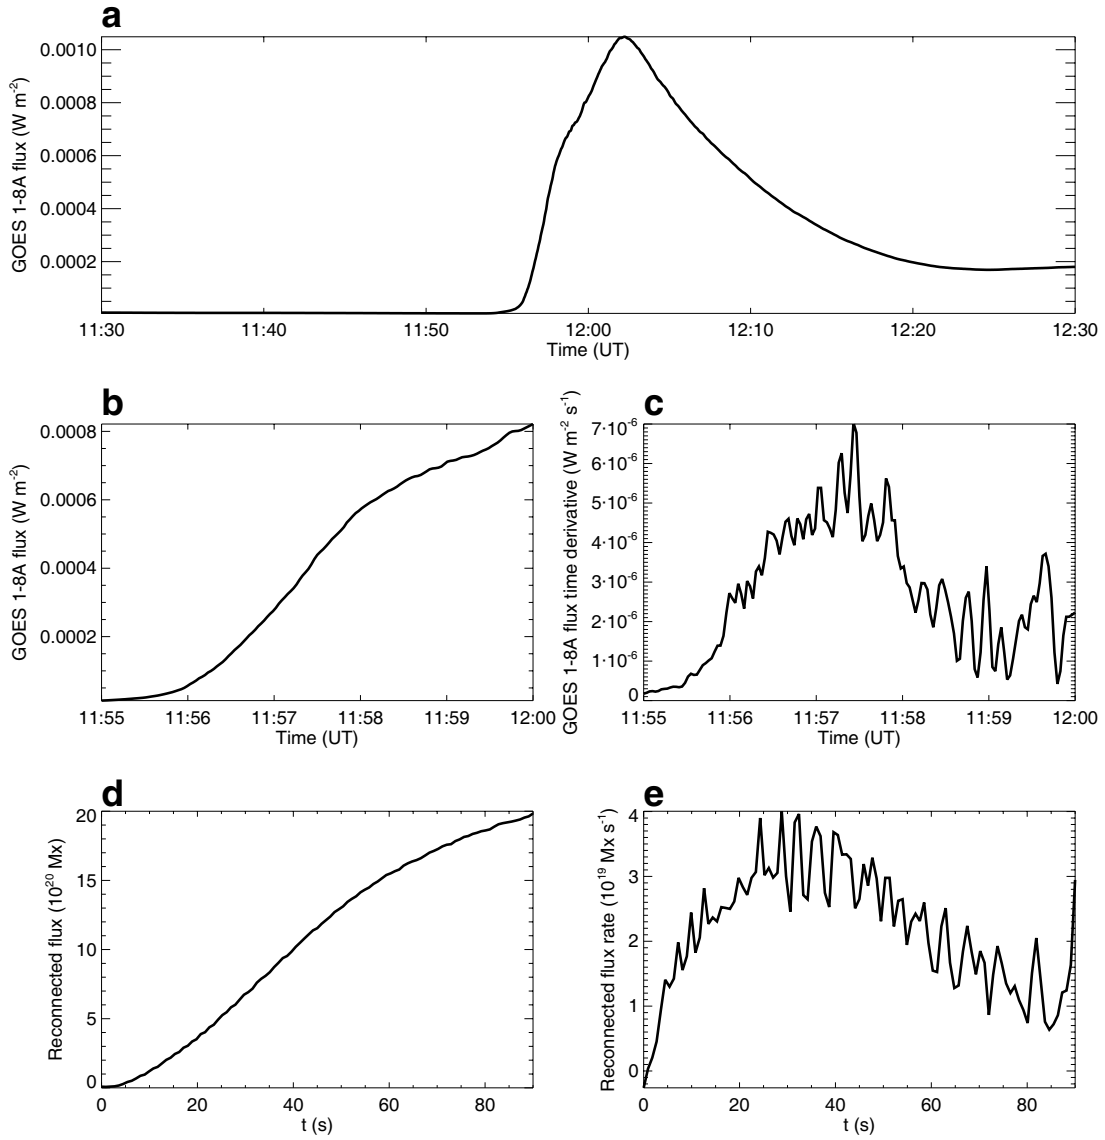 a
GOES 1-8A flux (W m⁻²)
0.0010
0.0008
0.0006
0.0004
0.0002
11:30 11:40 11:50 12:00 12:10 12:20 12:30
Time (UT)
b
GOES 1-8A flux (W m⁻²)
0.0008
0.0006
0.0004
0.0002
11:55 11:56 11:57 11:58 11:59 12:00
Time (UT)
c
GOES 1-8A flux time derivative (W m⁻² s⁻¹)
7·10⁻⁶
6·10⁻⁶
5·10⁻⁶
4·10⁻⁶
3·10⁻⁶
2·10⁻⁶
1·10⁻⁶
0
11:55 11:56 11:57 11:58 11:59 12:00
Time (UT)
d
Reconnected flux (10²⁰ Mx)
20
15
10
5
0
0 20 40 60 80
t (s)
e
Reconnected flux rate (10¹⁹ Mx s⁻¹)
4
3
2
1
0
0 20 40 60 80
t (s)